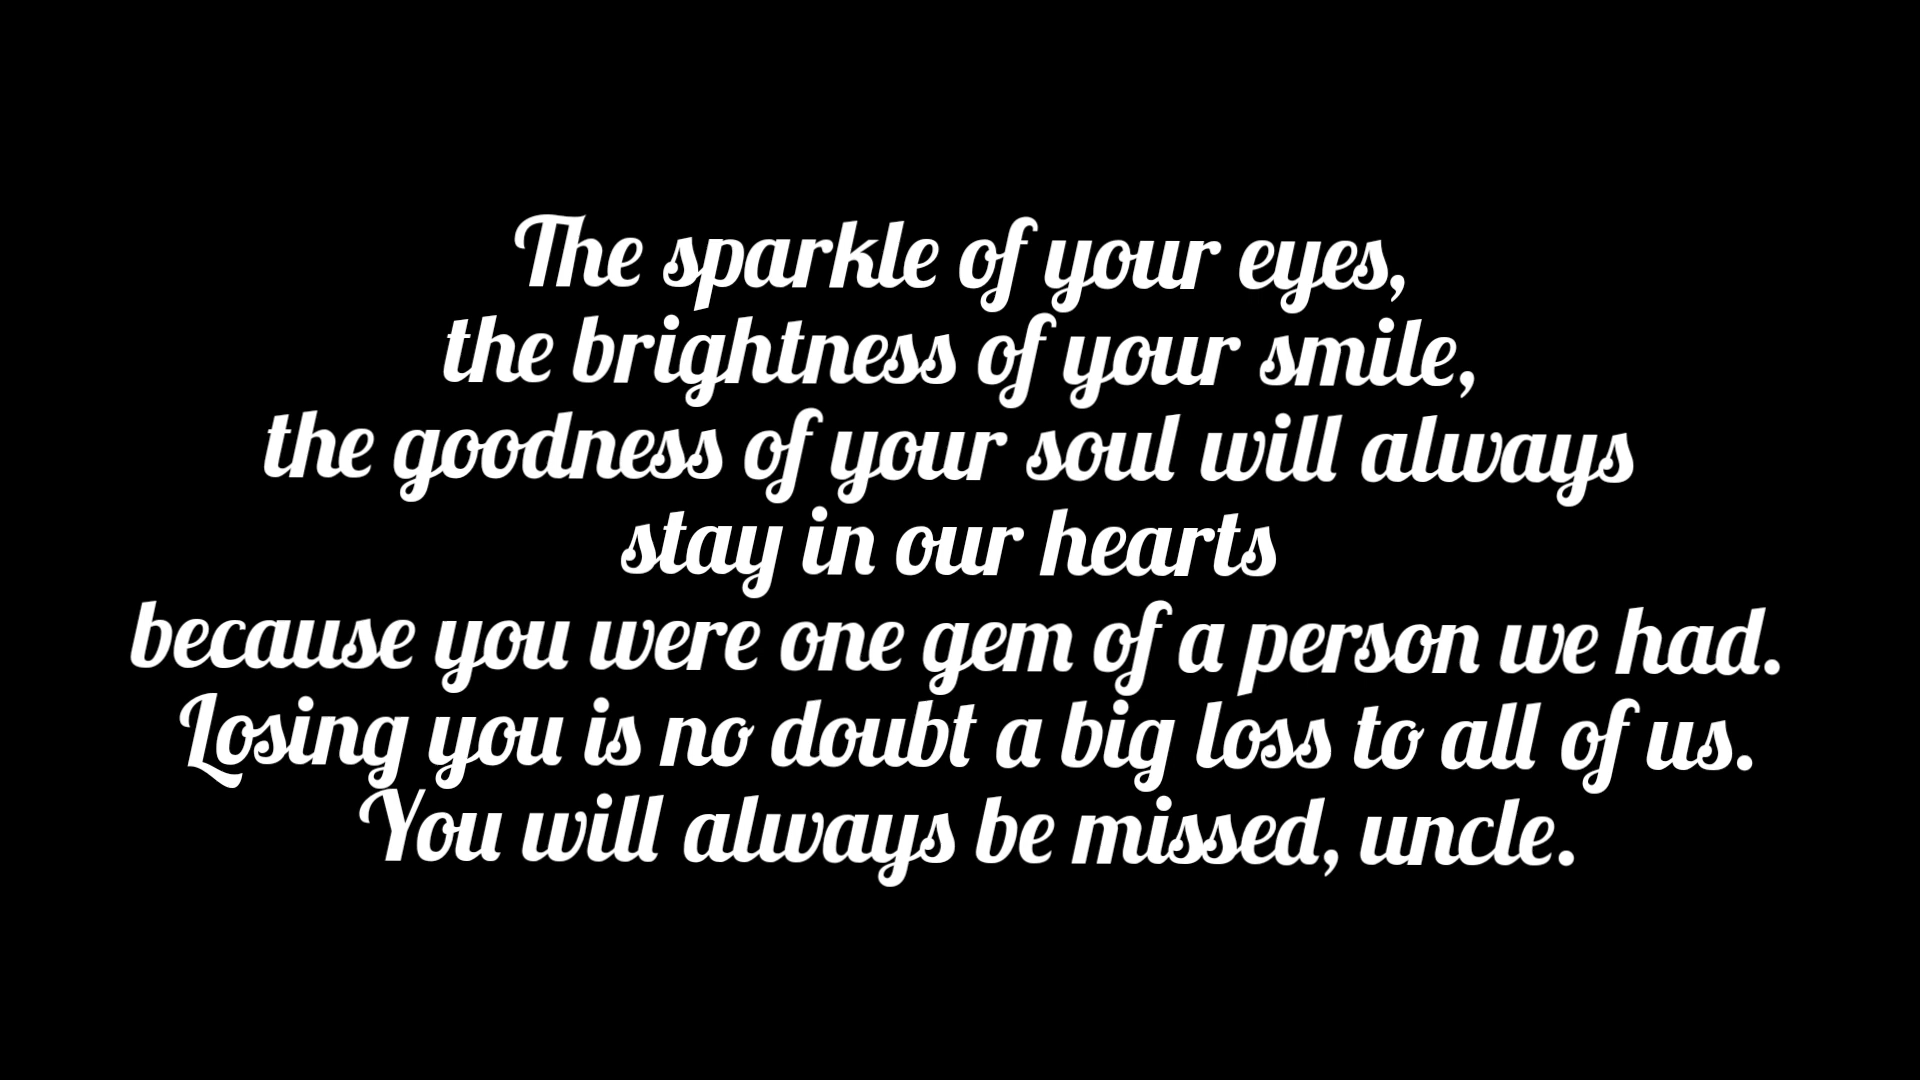 The sparkle of your eyes,
the brightness of your smile,
the goodness of your soul will always
stay in our hearts
because you were one gem of a person we had.
Losing you is no doubt a big loss to all of us.
You will always be missed, uncle.